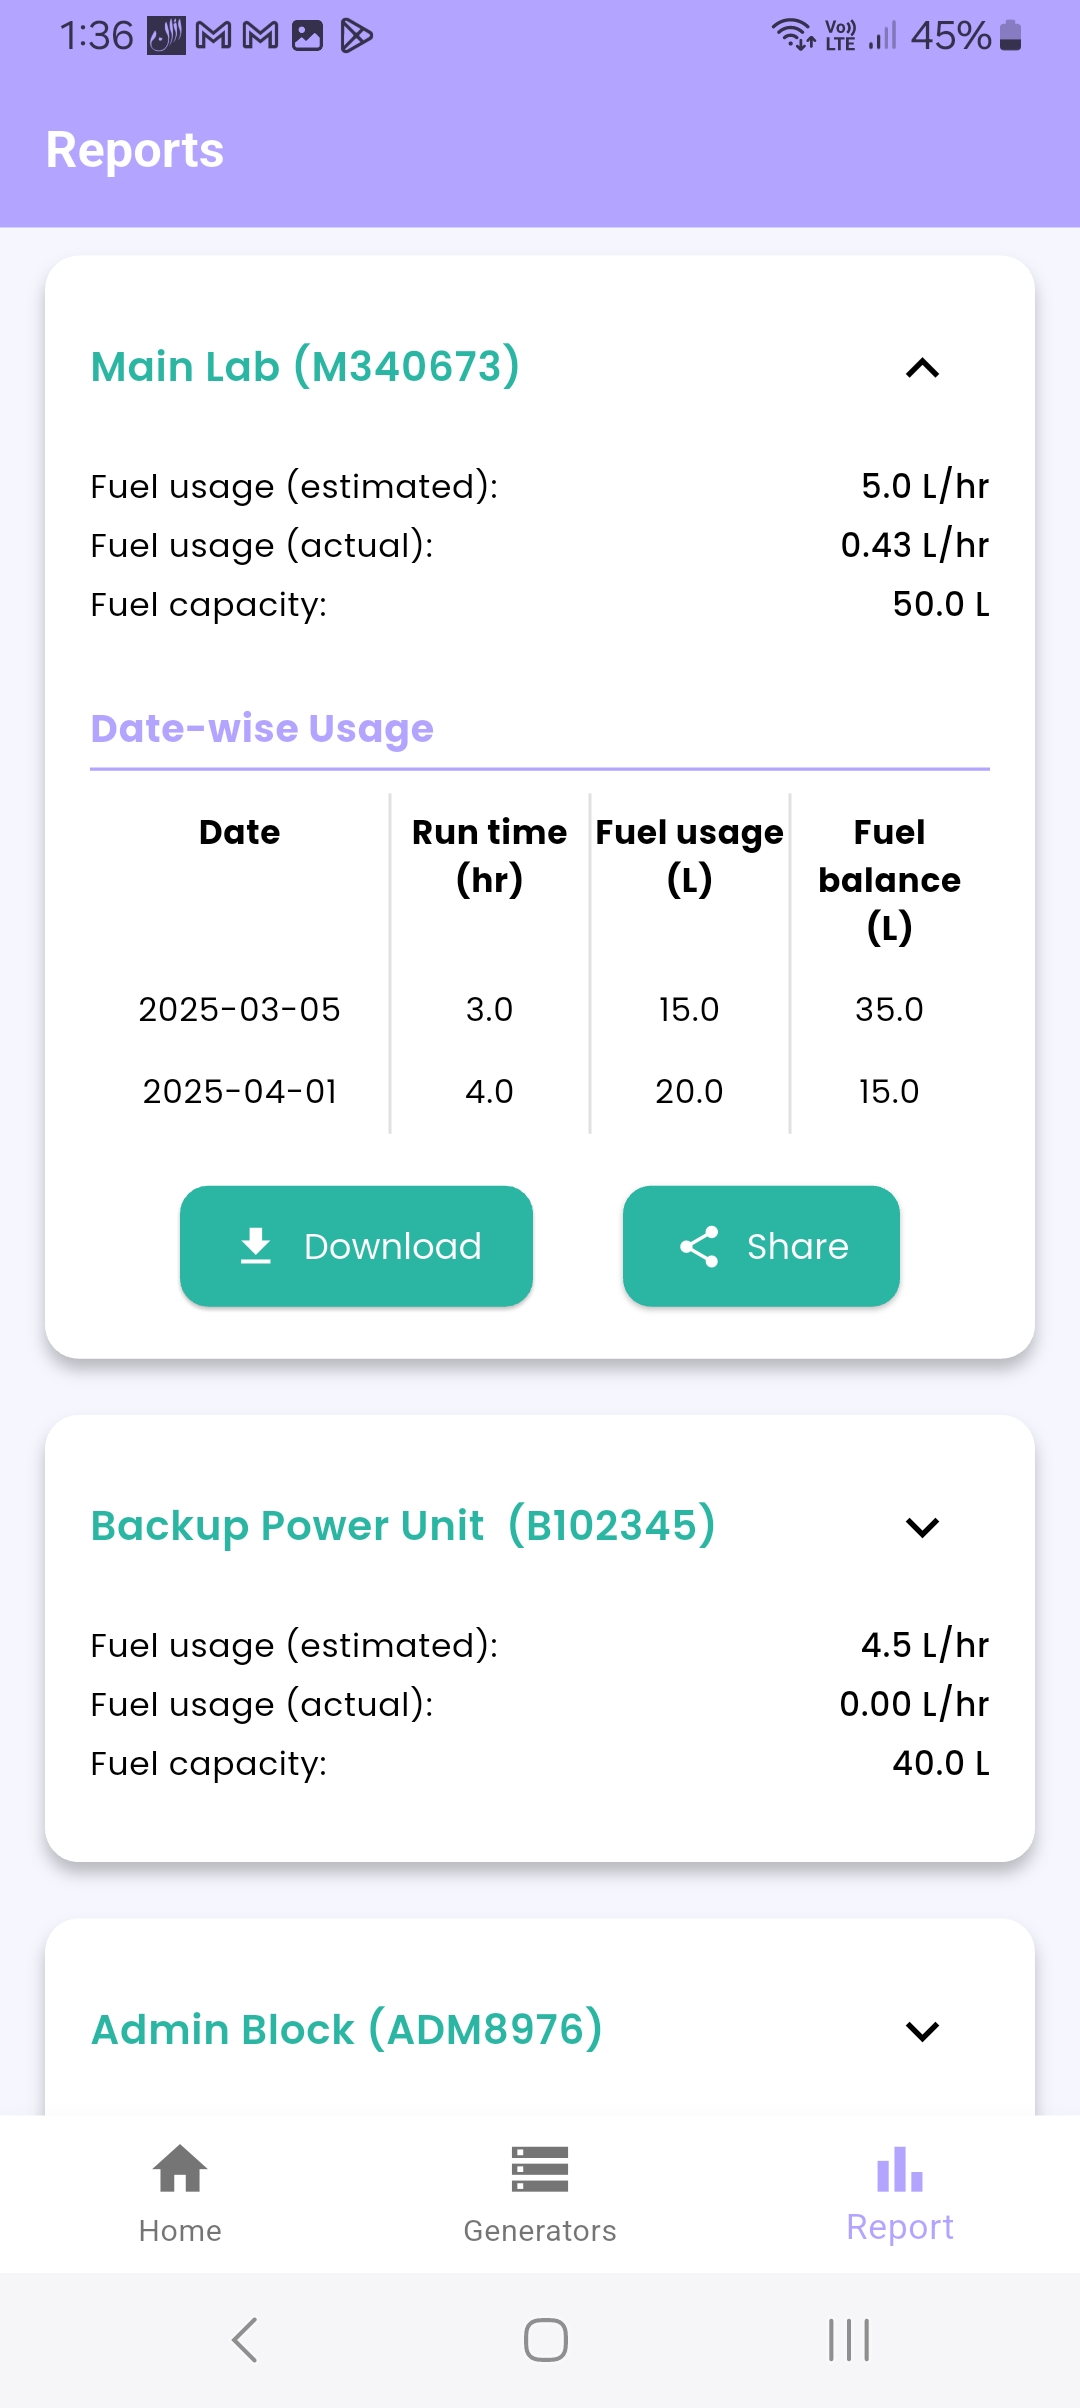 1:36 Vo)) LTE 45%
Reports
Main Lab (M340673)
Fuel usage (estimated): 5.0 L/hr
Fuel usage (actual): 0.43 L/hr
Fuel capacity: 50.0 L
Date-wise Usage
Date Run time (hr) Fuel usage (L) Fuel balance (L)
2025-03-05 3.0 15.0 35.0
2025-04-01 4.0 20.0 15.0
Download Share
Backup Power Unit (B102345)
Fuel usage (estimated): 4.5 L/hr
Fuel usage (actual): 0.00 L/hr
Fuel capacity: 40.0 L
Admin Block (ADM8976)
Home Generators Report